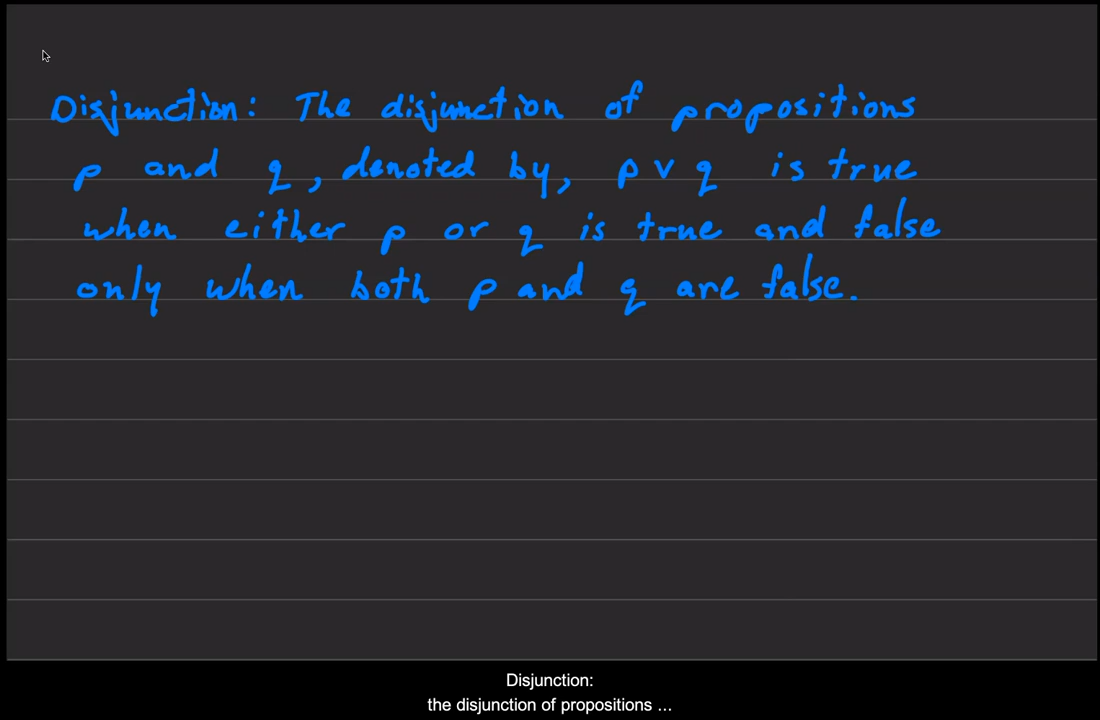 Disjunction: The disjunction of propositions
p and q, denoted by, p ∨ q is true
when either p or q is true and false
only when both p and q are false.
Disjunction:
the disjunction of propositions ...